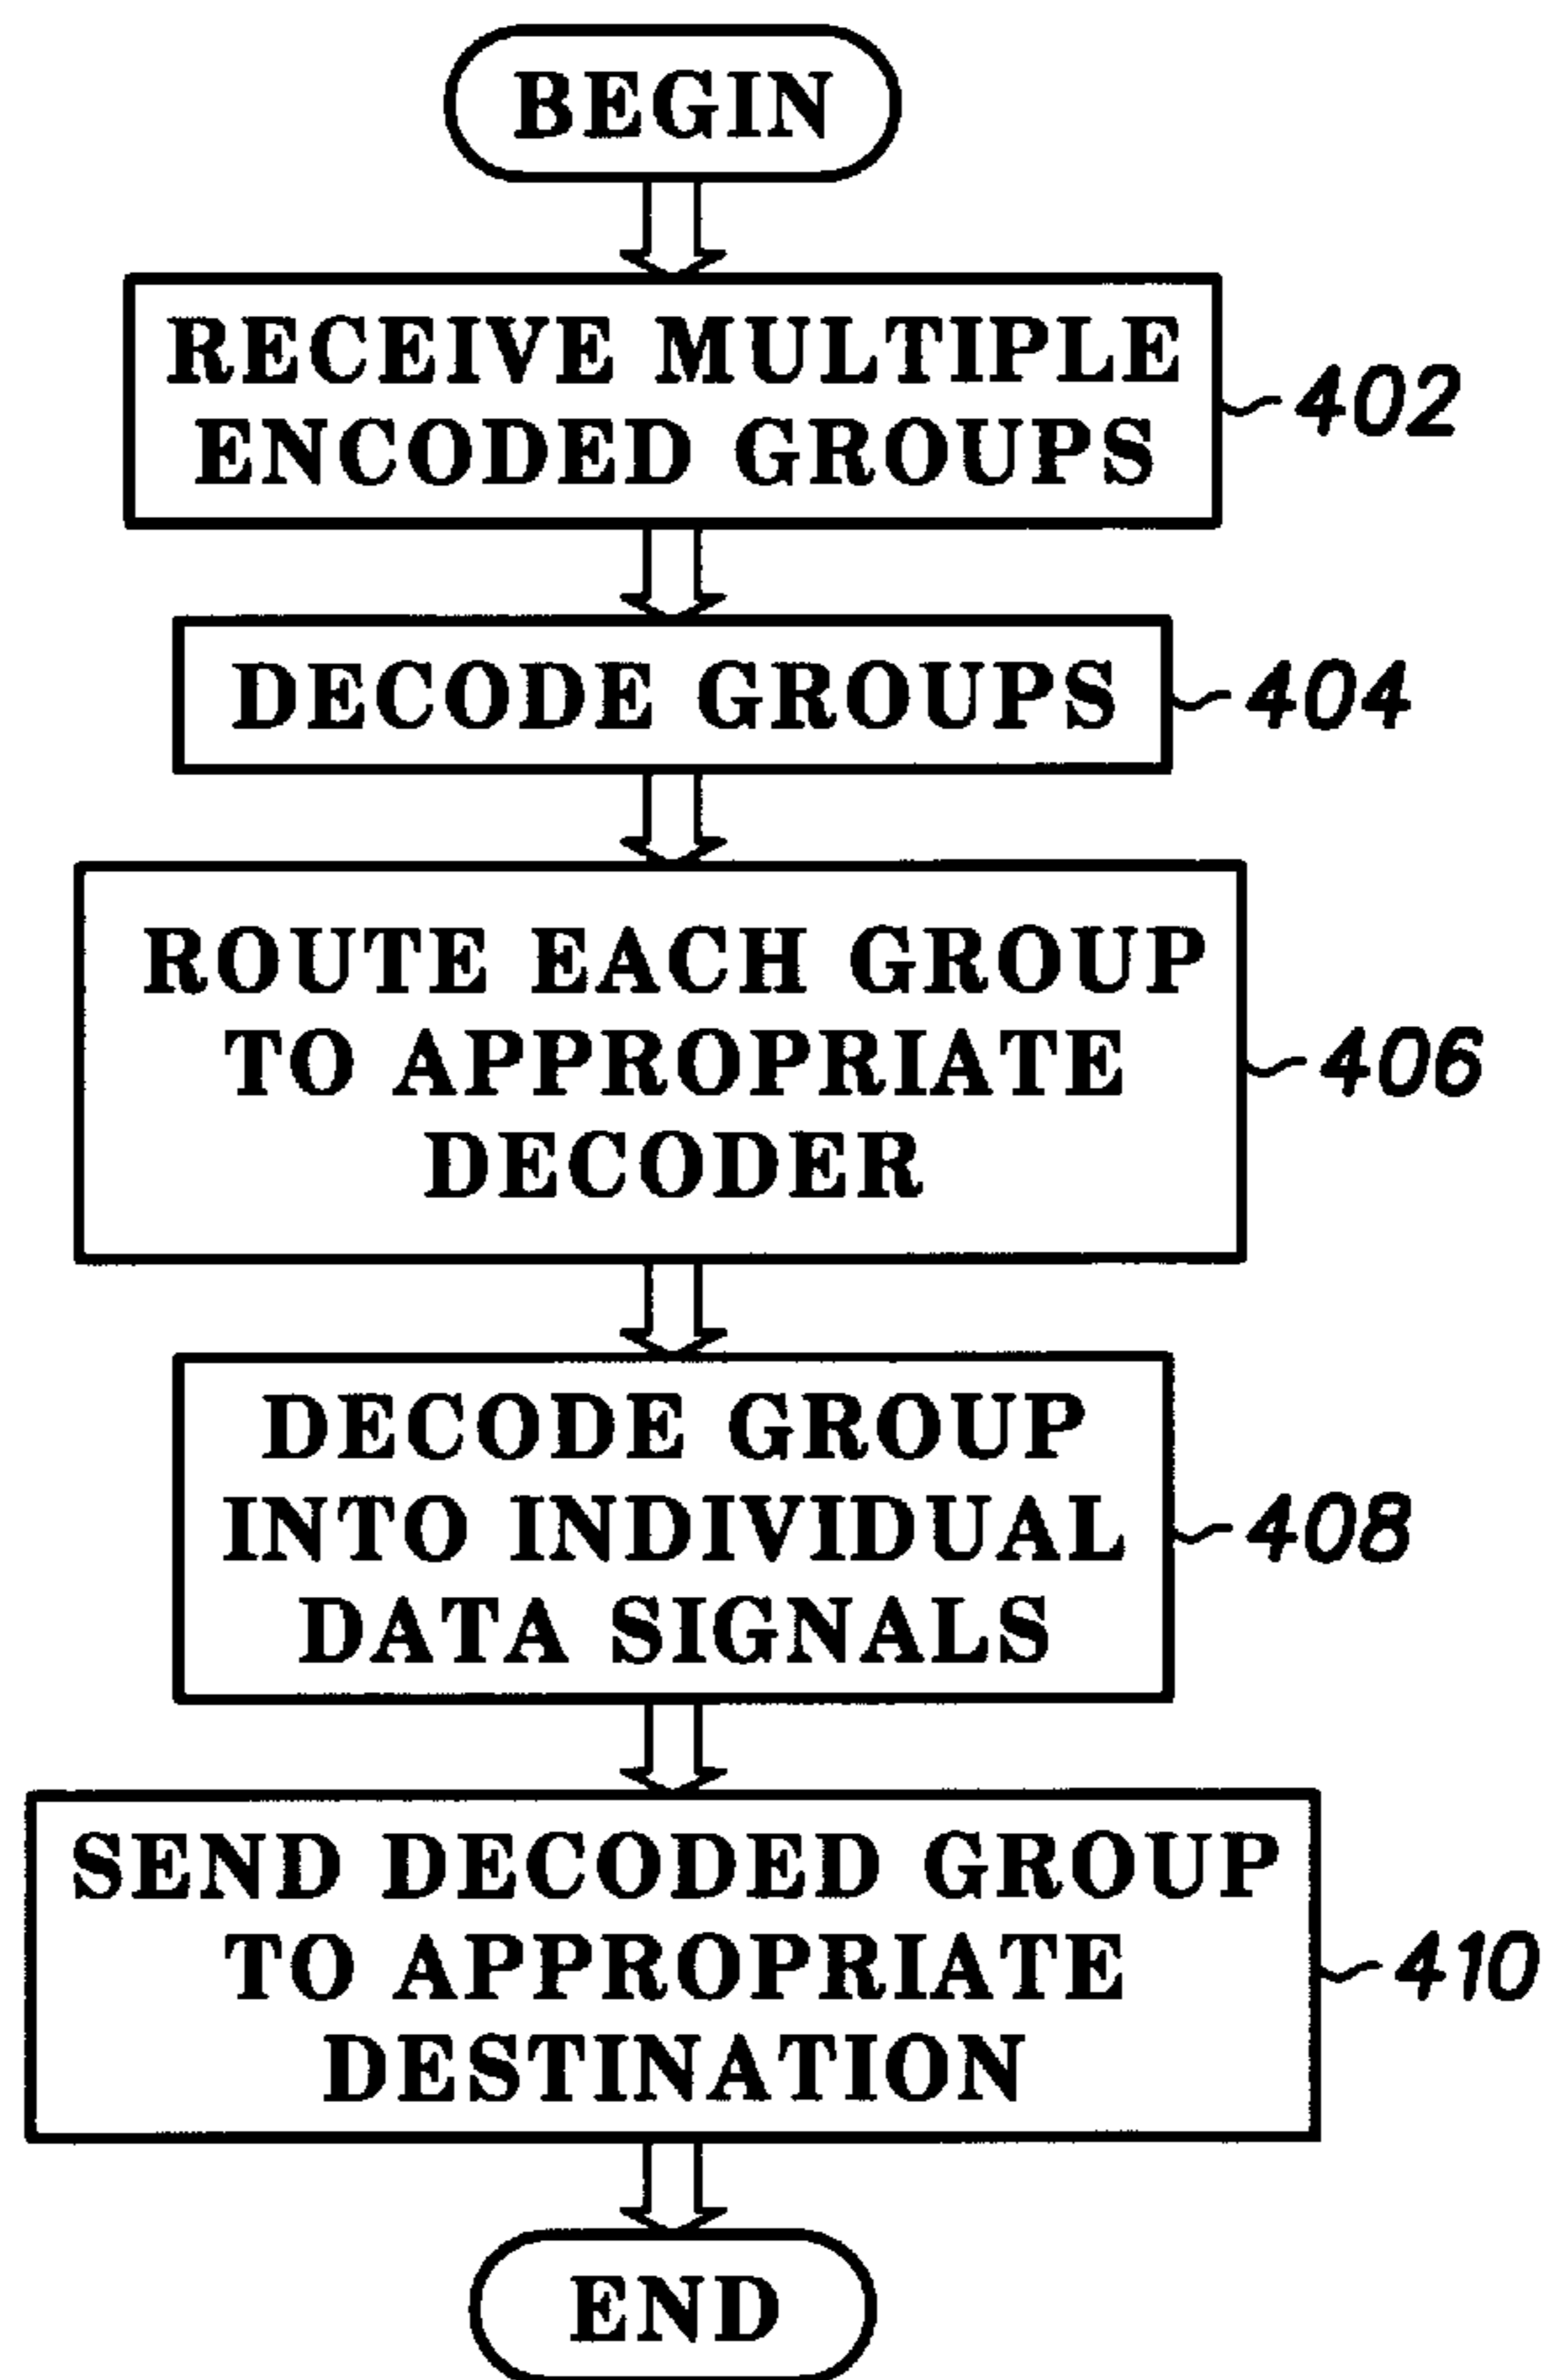 BEGIN
RECEIVE MULTIPLE
ENCODED GROUPS
402
DECODE GROUPS
404
ROUTE EACH GROUP
TO APPROPRIATE
DECODER
406
DECODE GROUP
INTO INDIVIDUAL
DATA SIGNALS
408
SEND DECODED GROUP
TO APPROPRIATE
DESTINATION
410
END